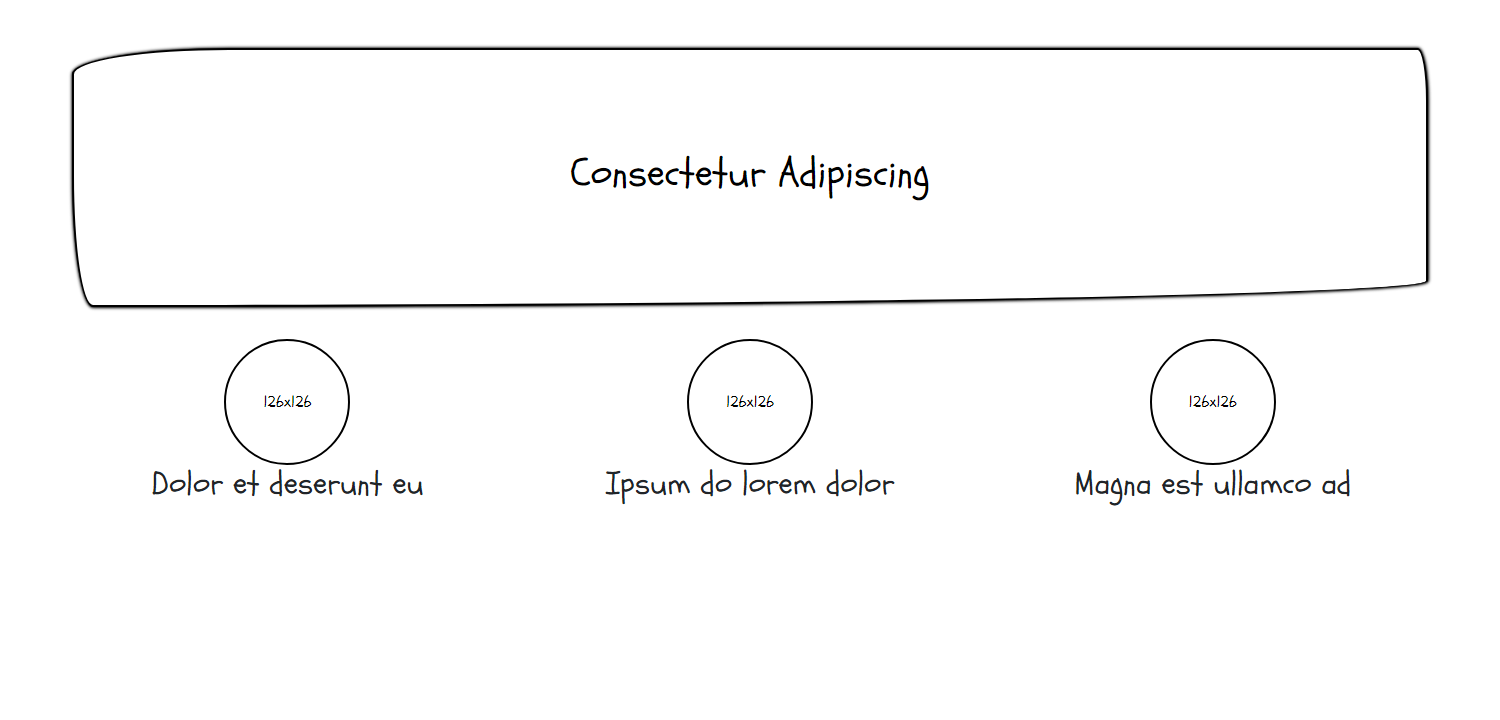 Consectetur Adipiscing
126x126
126x126
126x126
Dolor et deserunt eu
Ipsum do lorem dolor
Magna est ullamco ad